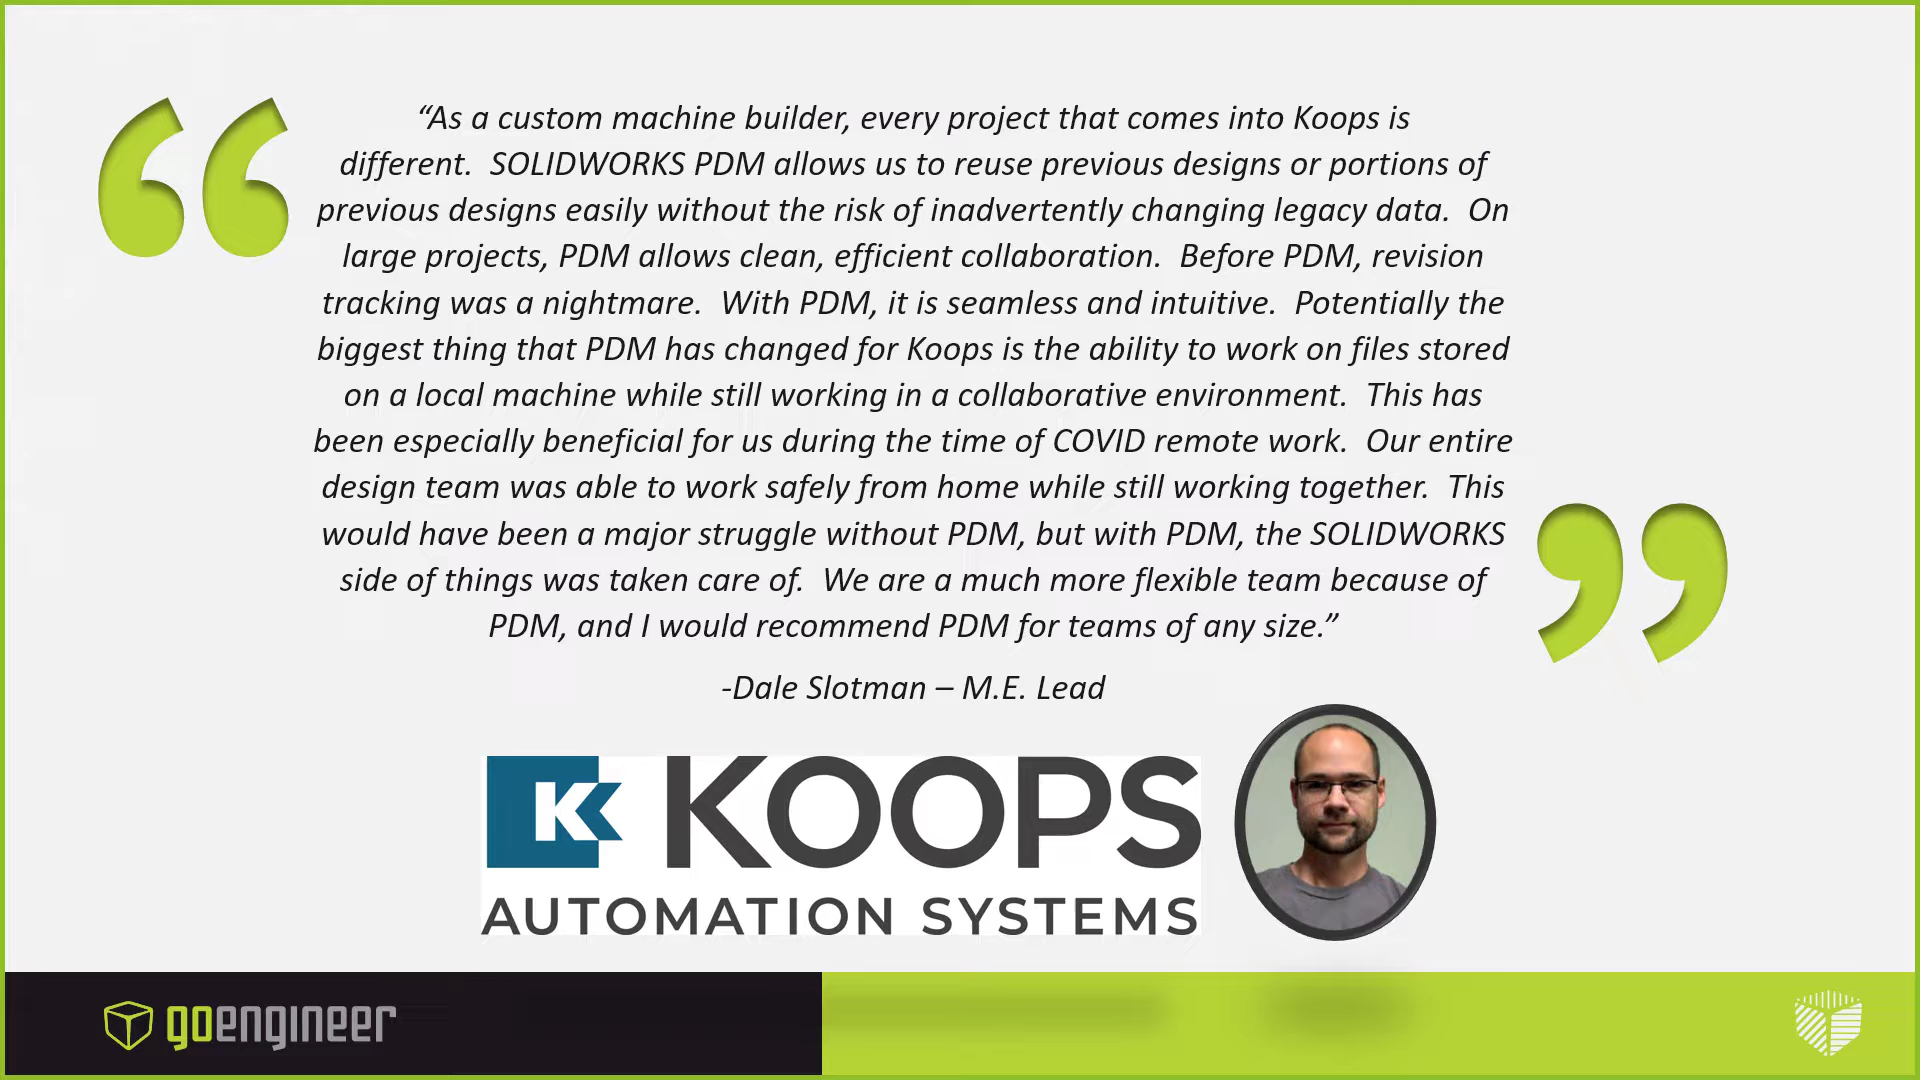 “As a custom machine builder, every project that comes into Koops is
different.  SOLIDWORKS PDM allows us to reuse previous designs or portions of
previous designs easily without the risk of inadvertently changing legacy data.  On
large projects, PDM allows clean, efficient collaboration.  Before PDM, revision
tracking was a nightmare.  With PDM, it is seamless and intuitive.  Potentially the
biggest thing that PDM has changed for Koops is the ability to work on files stored
on a local machine while still working in a collaborative environment.  This has
been especially beneficial for us during the time of COVID remote work.  Our entire
design team was able to work safely from home while still working together.  This
would have been a major struggle without PDM, but with PDM, the SOLIDWORKS
side of things was taken care of.  We are a much more flexible team because of
PDM, and I would recommend PDM for teams of any size.”
-Dale Slotman – M.E. Lead
K KOOPS
AUTOMATION SYSTEMS
goengineer